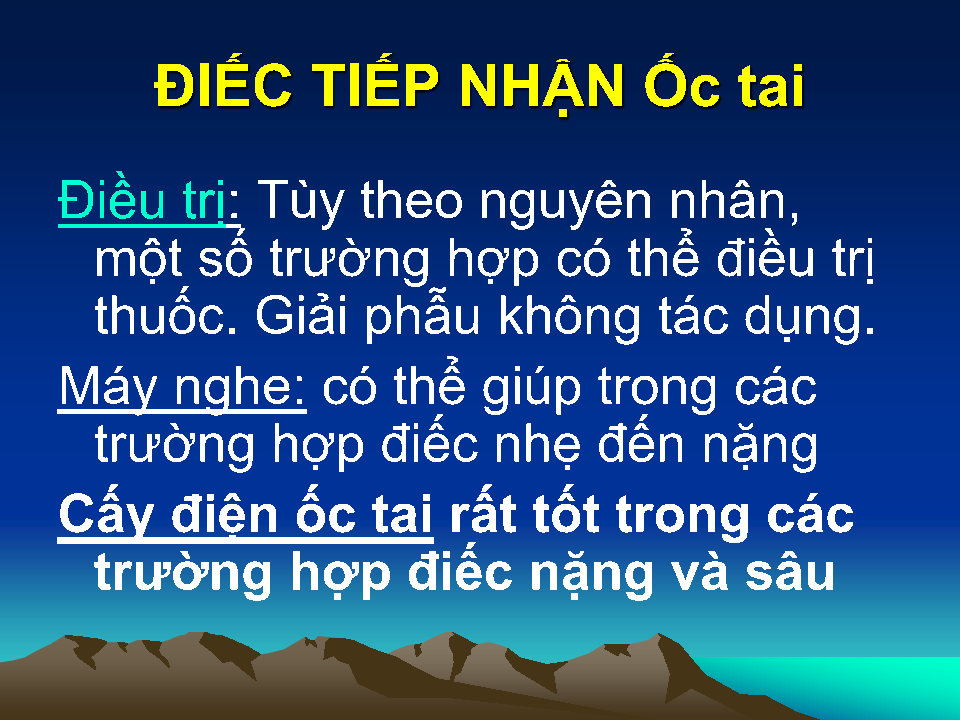 ĐIẾC TIẾP NHẬN Ốc tai
Điều trị: Tùy theo nguyên nhân,
một số trường hợp có thể điều trị
thuốc. Giải phẫu không tác dụng.
Máy nghe: có thể giúp trong các
trường hợp điếc nhẹ đến nặng
Cấy điện ốc tai rất tốt trong các
trường hợp điếc nặng và sâu